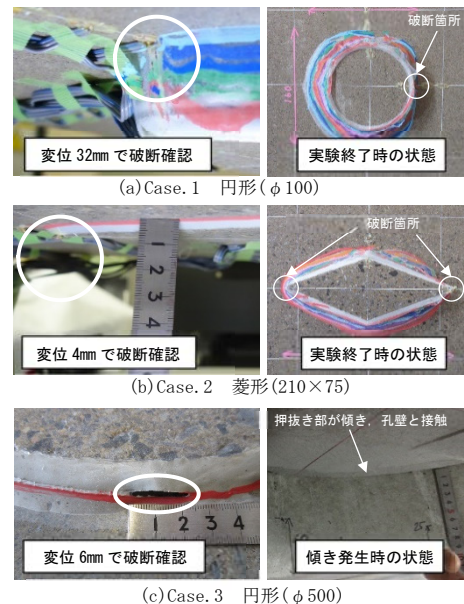 破断箇所
変位 32mm で破断確認
実験終了時の状態
(a)Case.1　円形(φ100)
破断箇所
1
2
3
4
変位 4mm で破断確認
実験終了時の状態
(b)Case.2　菱形(210×75)
押抜き部が傾き，孔壁と接触
1 2 3 4
変位 6mm で破断確認
傾き発生時の状態
(c)Case.3　円形(φ500)